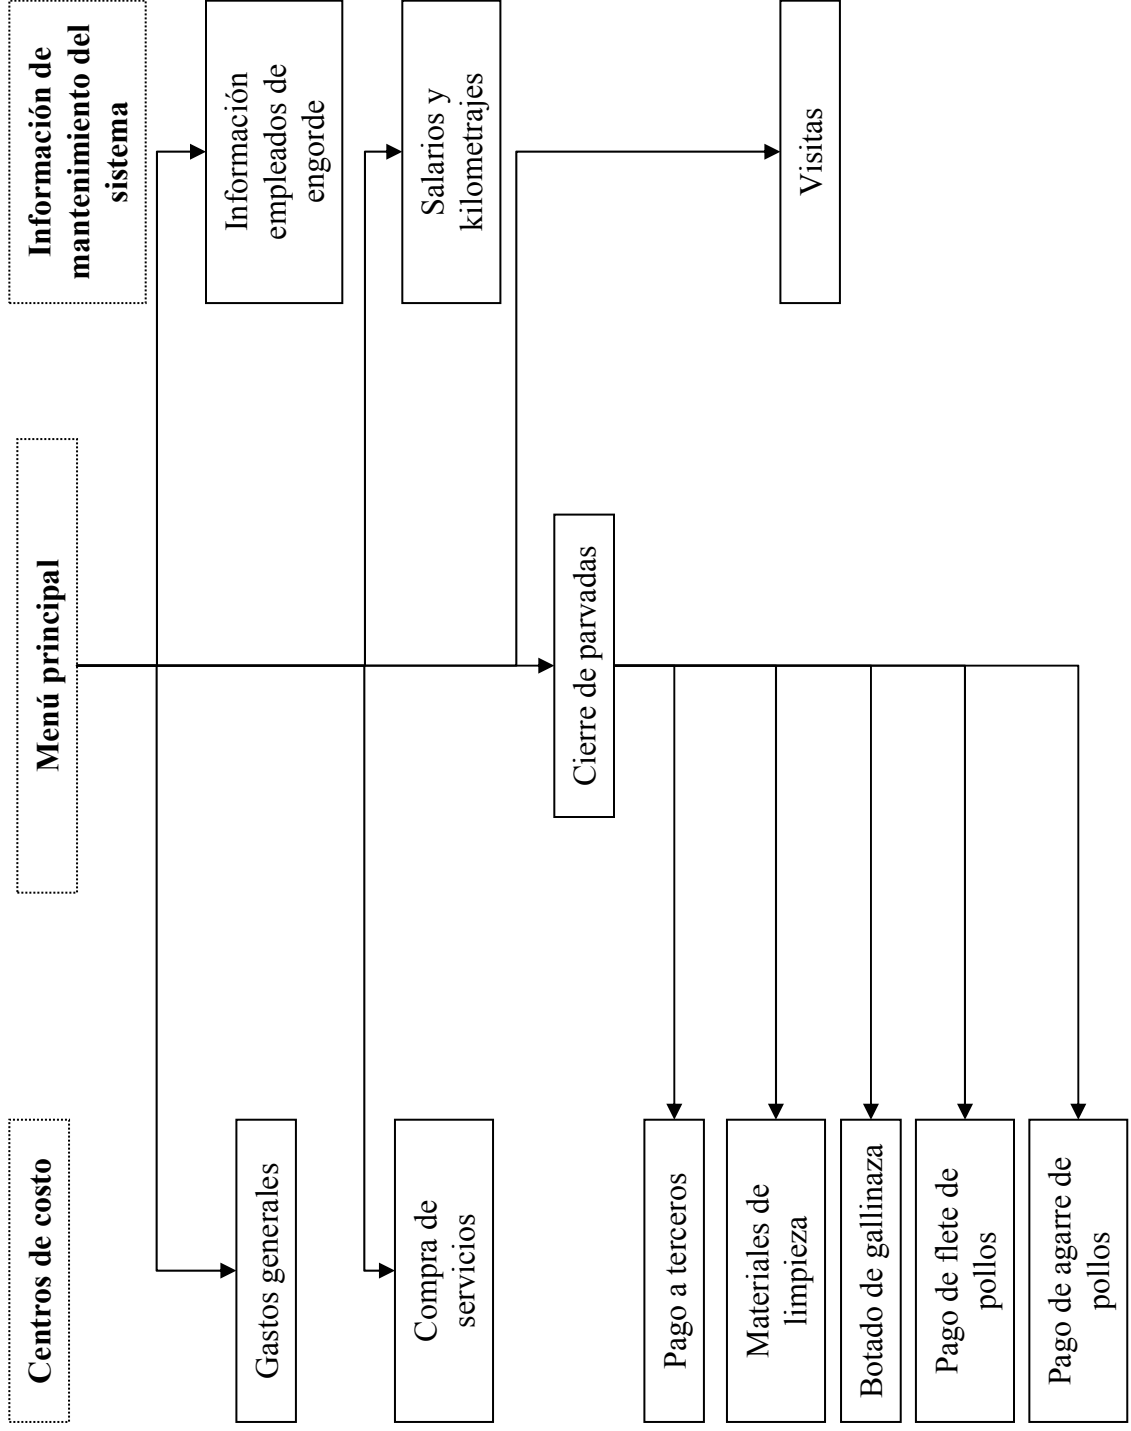 Centros de costo
Menú principal
Información de
mantenimiento del
sistema
Gastos generales
Información
empleados de
engorde
Compra de
servicios
Salarios y
kilometrajes
Cierre de parvadas
Pago a terceros
Visitas
Materiales de
limpieza
Botado de gallinaza
Pago de flete de
pollos
Pago de agarre de
pollos